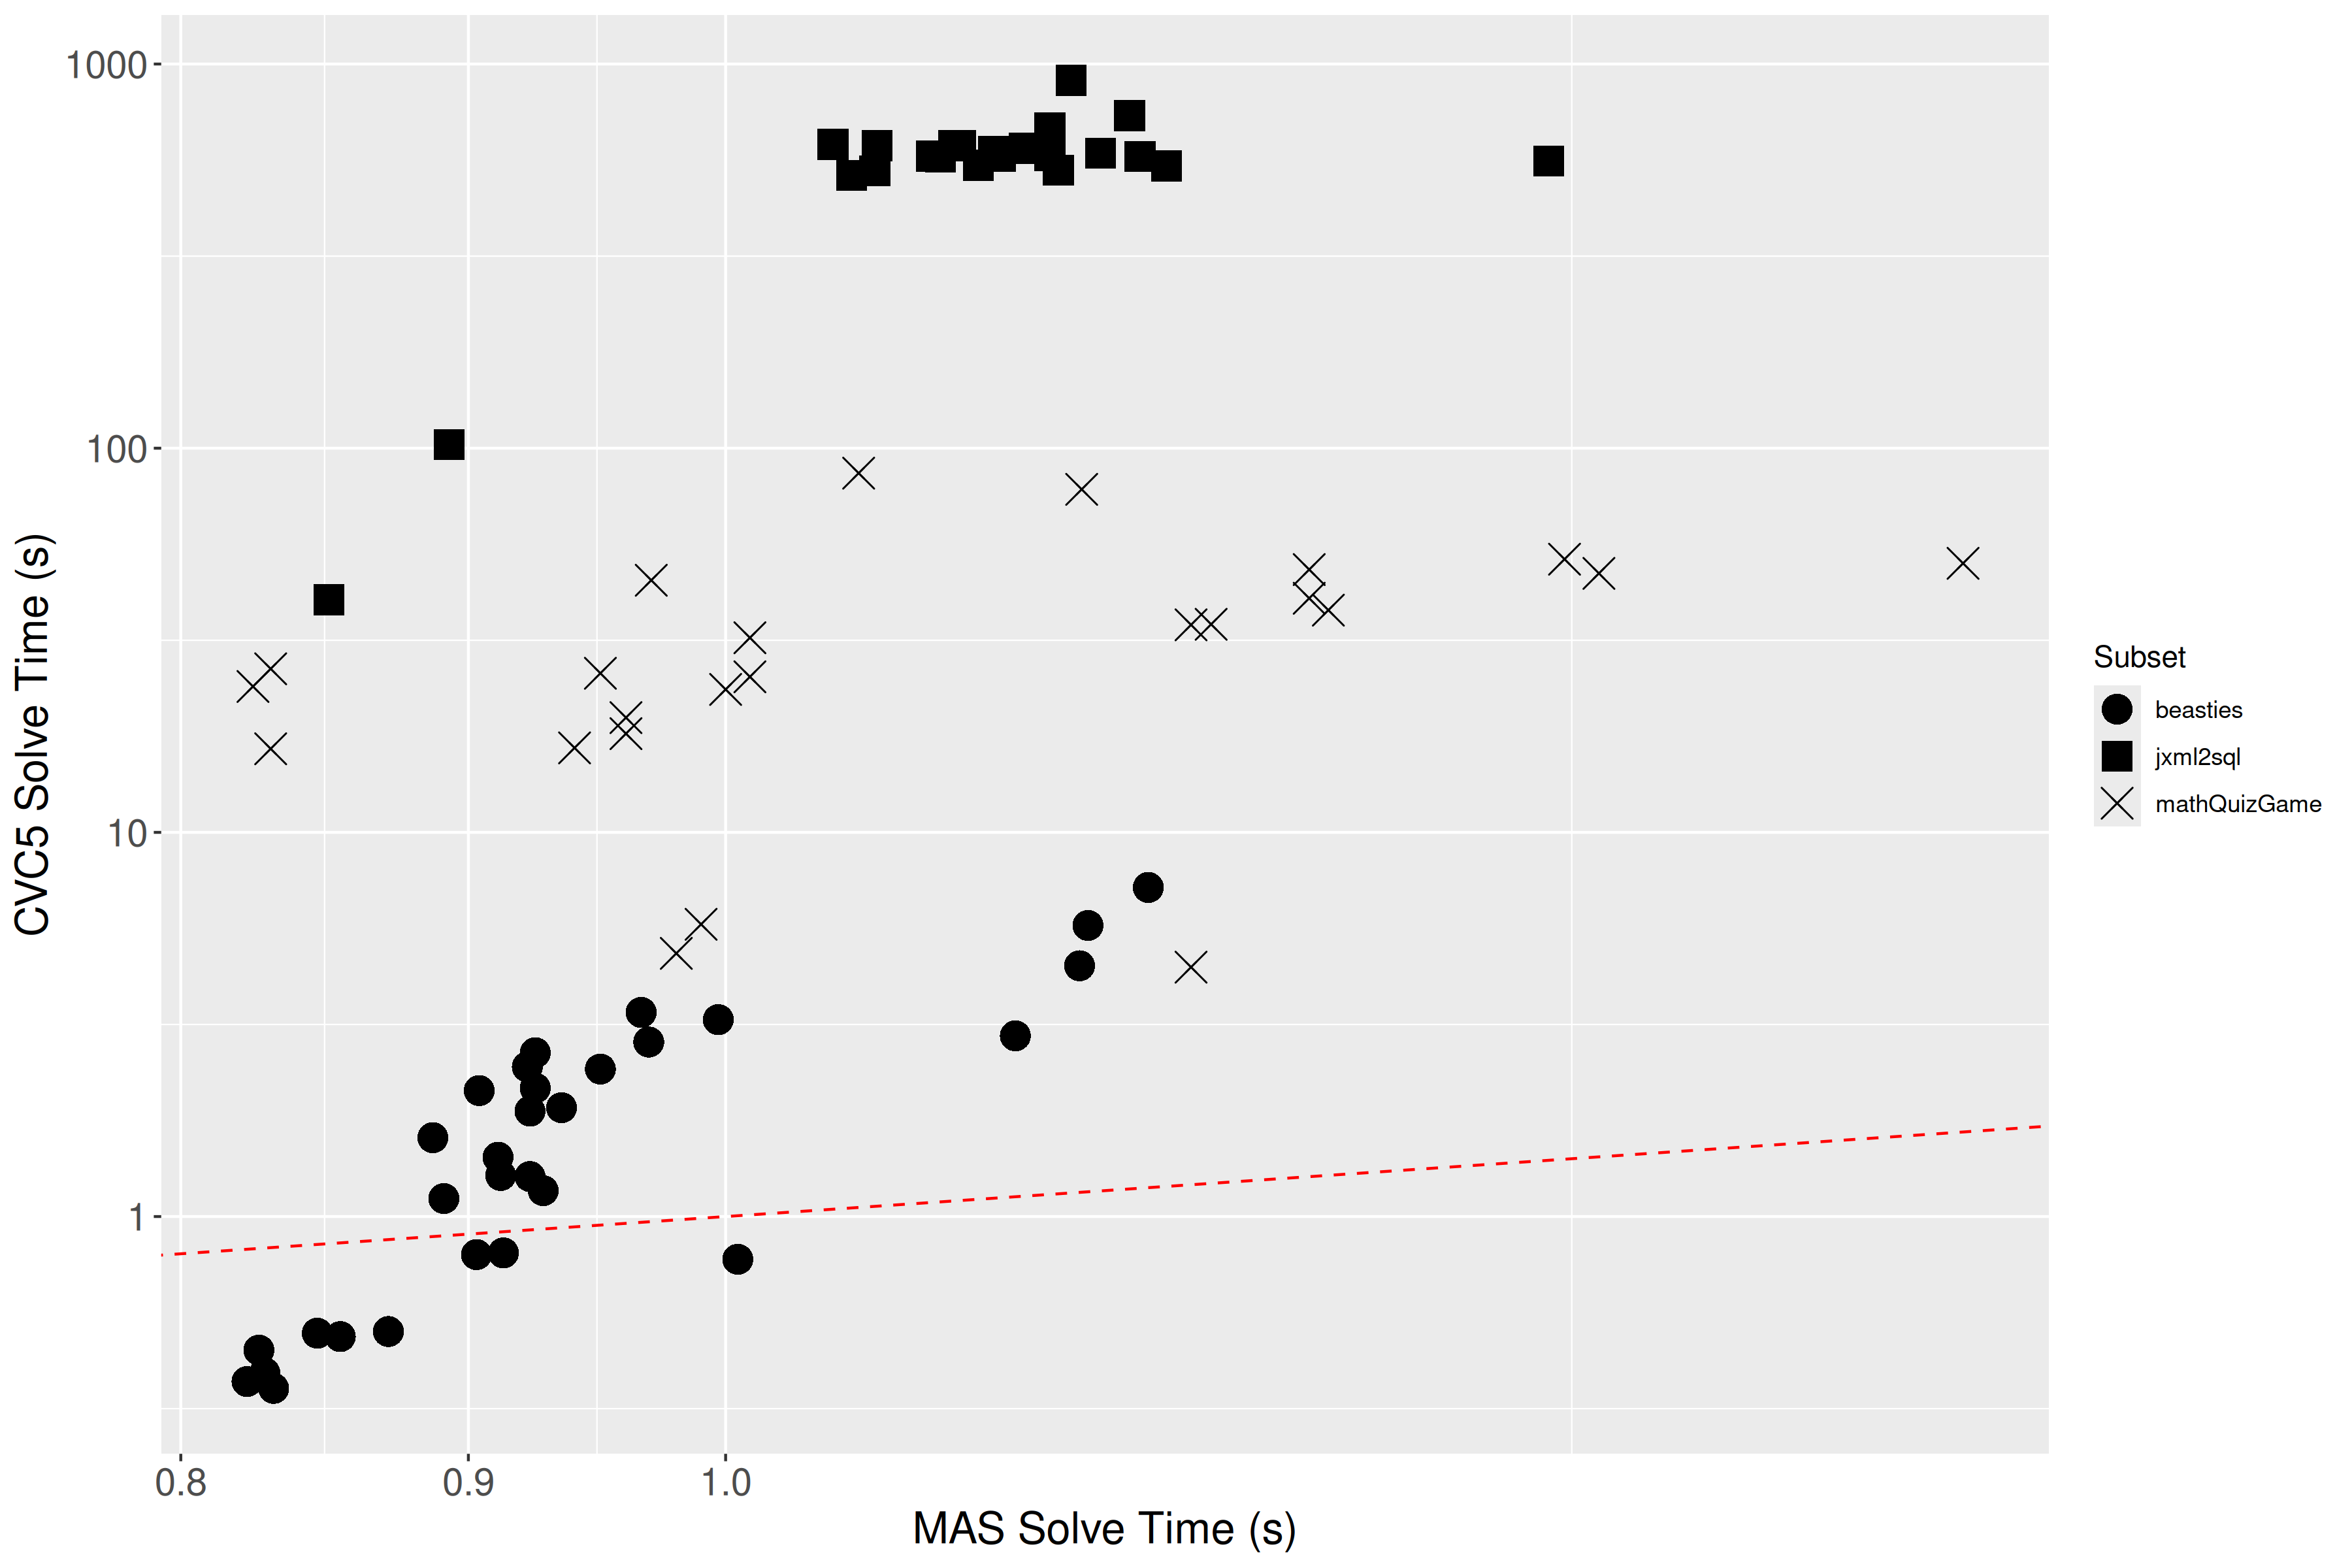 1000
100
10
1
CVC5 Solve Time (s)
0.8
0.9
1.0
MAS Solve Time (s)
Subset
beasties
jxml2sql
mathQuizGame